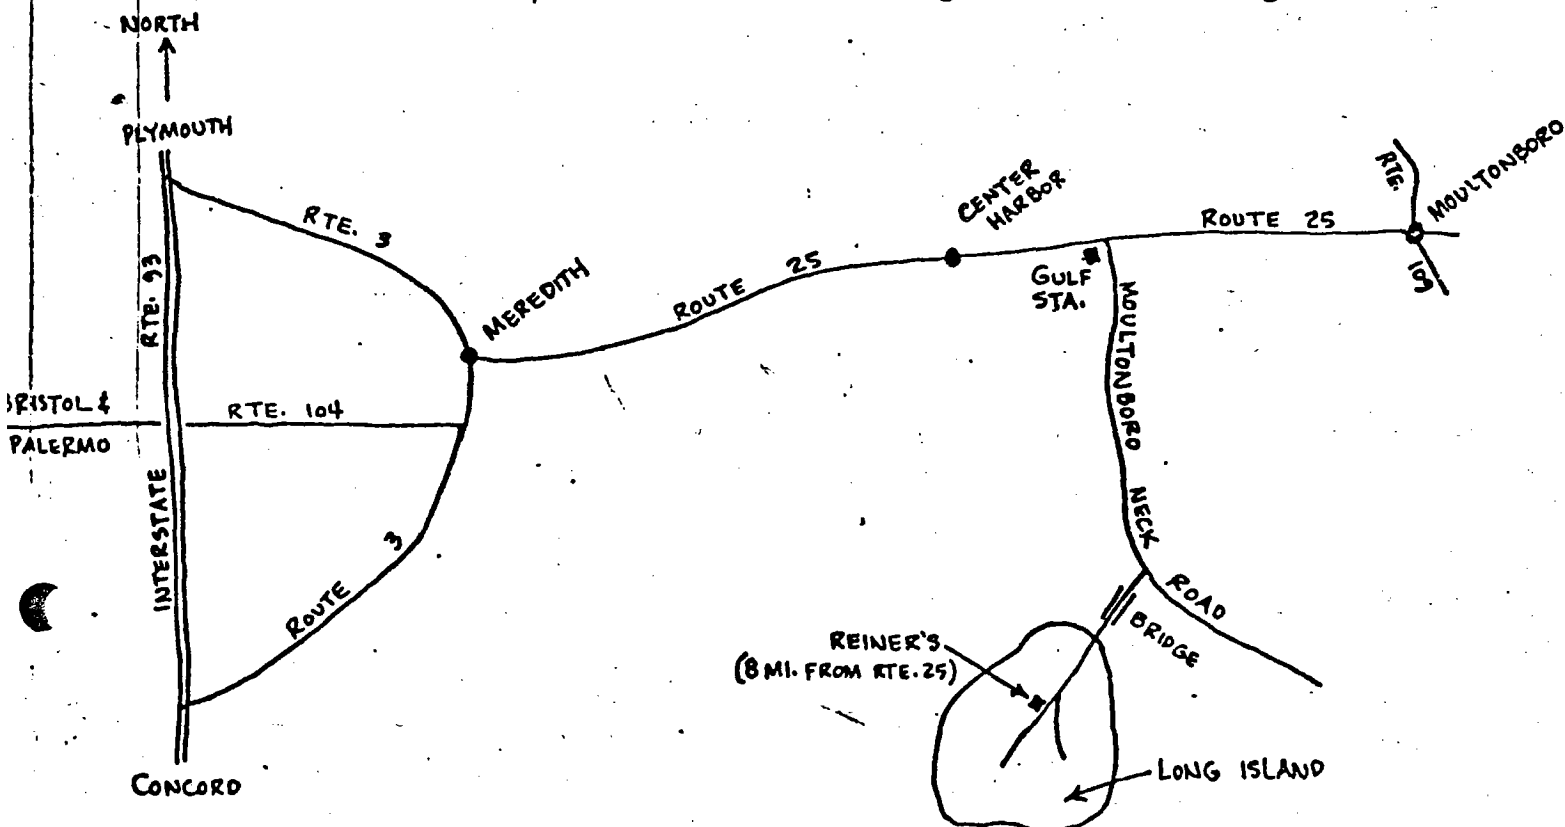 NORTH
PLYMOUTH
RTE. 3
RTE. 93
MEREDITH
ROUTE 25
CENTER
HARBOR
GULF
STA.
ROUTE 25
RTE.
109
MOULTONBORO
BRISTOL &
PALERMO
RTE. 104
INTERSTATE
ROUTE 3
MOULTONBORO NECK ROAD
BRIDGE
REINER'S
(8 MI. FROM RTE. 25)
LONG ISLAND
CONCORD